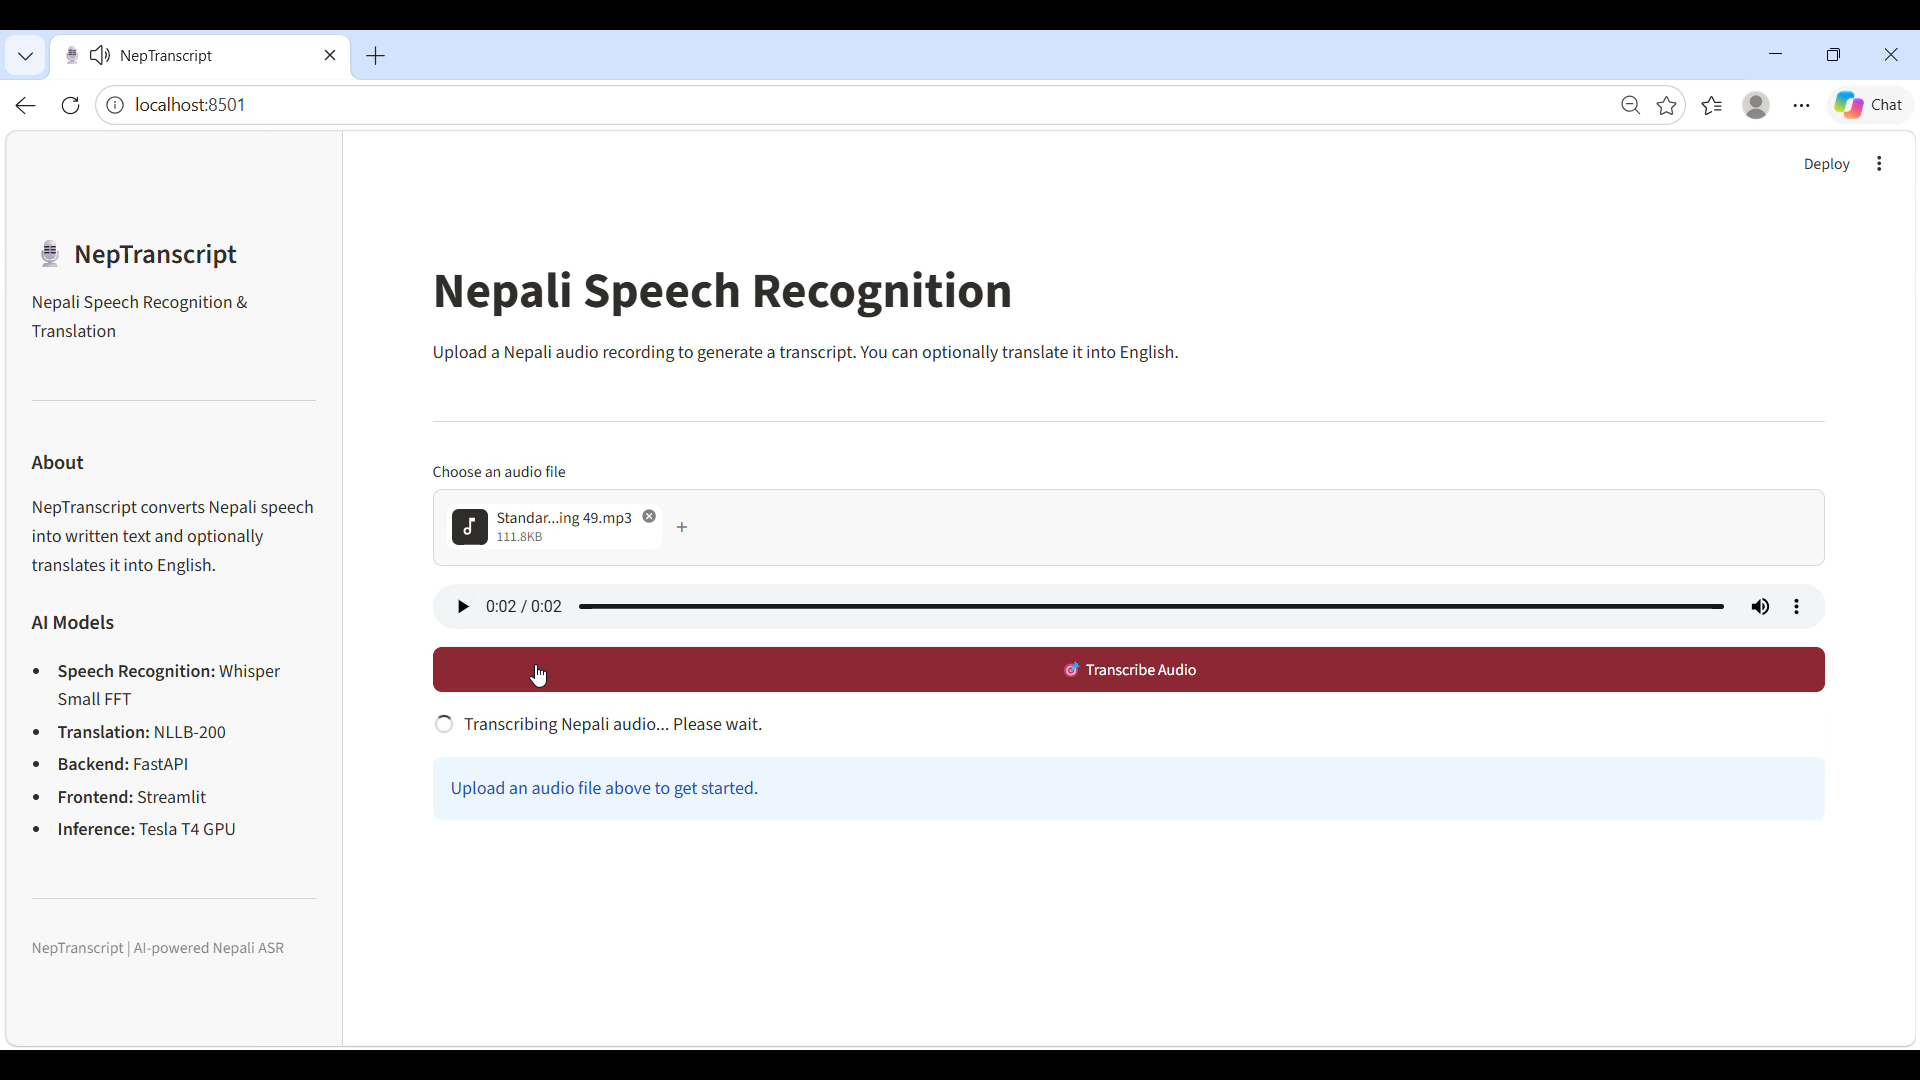 NepTranscript
localhost:8501
Chat
Deploy
NepTranscript
Nepali Speech Recognition &
Translation
About
NepTranscript converts Nepali speech
into written text and optionally
translates it into English.
AI Models
• Speech Recognition: Whisper
Small FFT
• Translation: NLLB-200
• Backend: FastAPI
• Frontend: Streamlit
• Inference: Tesla T4 GPU
NepTranscript | AI-powered Nepali ASR
Nepali Speech Recognition
Upload a Nepali audio recording to generate a transcript. You can optionally translate it into English.
Choose an audio file
Standar...ing 49.mp3
111.8KB
0:02 / 0:02
Transcribe Audio
Transcribing Nepali audio... Please wait.
Upload an audio file above to get started.